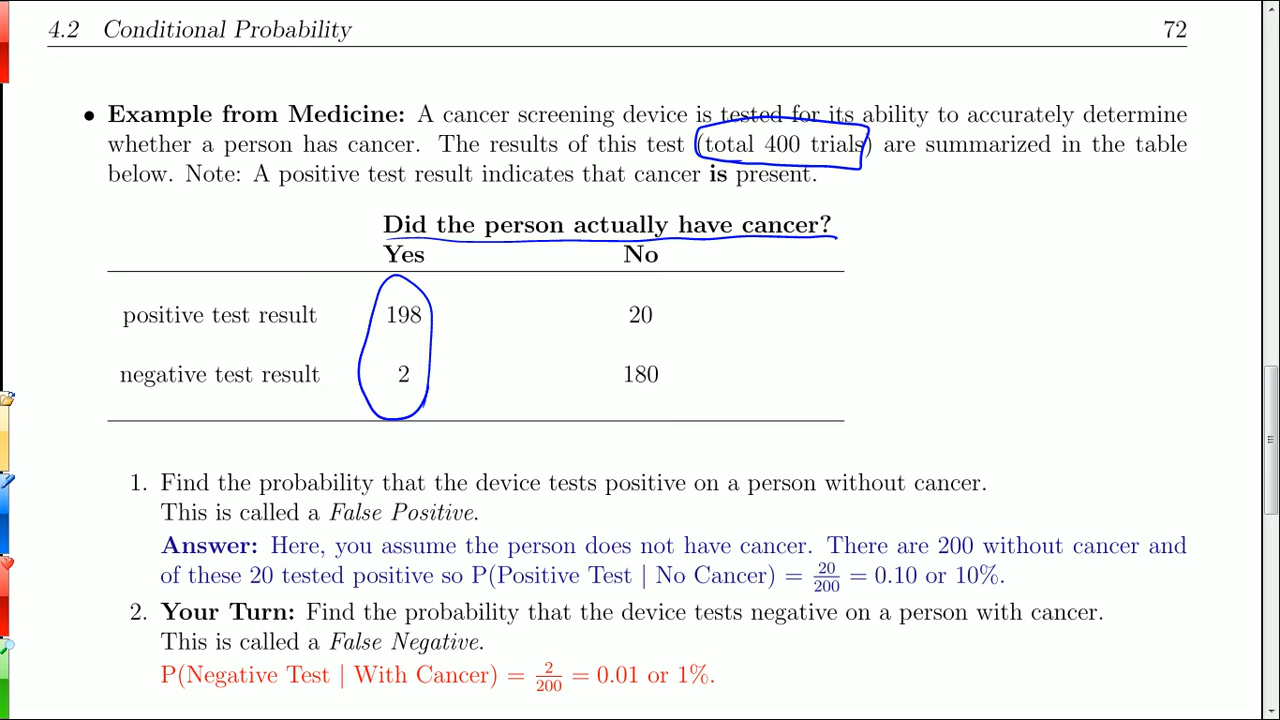 4.2 Conditional Probability 72
• Example from Medicine: A cancer screening device is tested for its ability to accurately determine
whether a person has cancer. The results of this test (total 400 trials) are summarized in the table
below. Note: A positive test result indicates that cancer is present.
Did the person actually have cancer?
Yes No
positive test result 198 20
negative test result 2 180
1. Find the probability that the device tests positive on a person without cancer.
This is called a False Positive.
Answer: Here, you assume the person does not have cancer. There are 200 without cancer and
of these 20 tested positive so P(Positive Test | No Cancer) = 20/200 = 0.10 or 10%.
2. Your Turn: Find the probability that the device tests negative on a person with cancer.
This is called a False Negative.
P(Negative Test | With Cancer) = 2/200 = 0.01 or 1%.